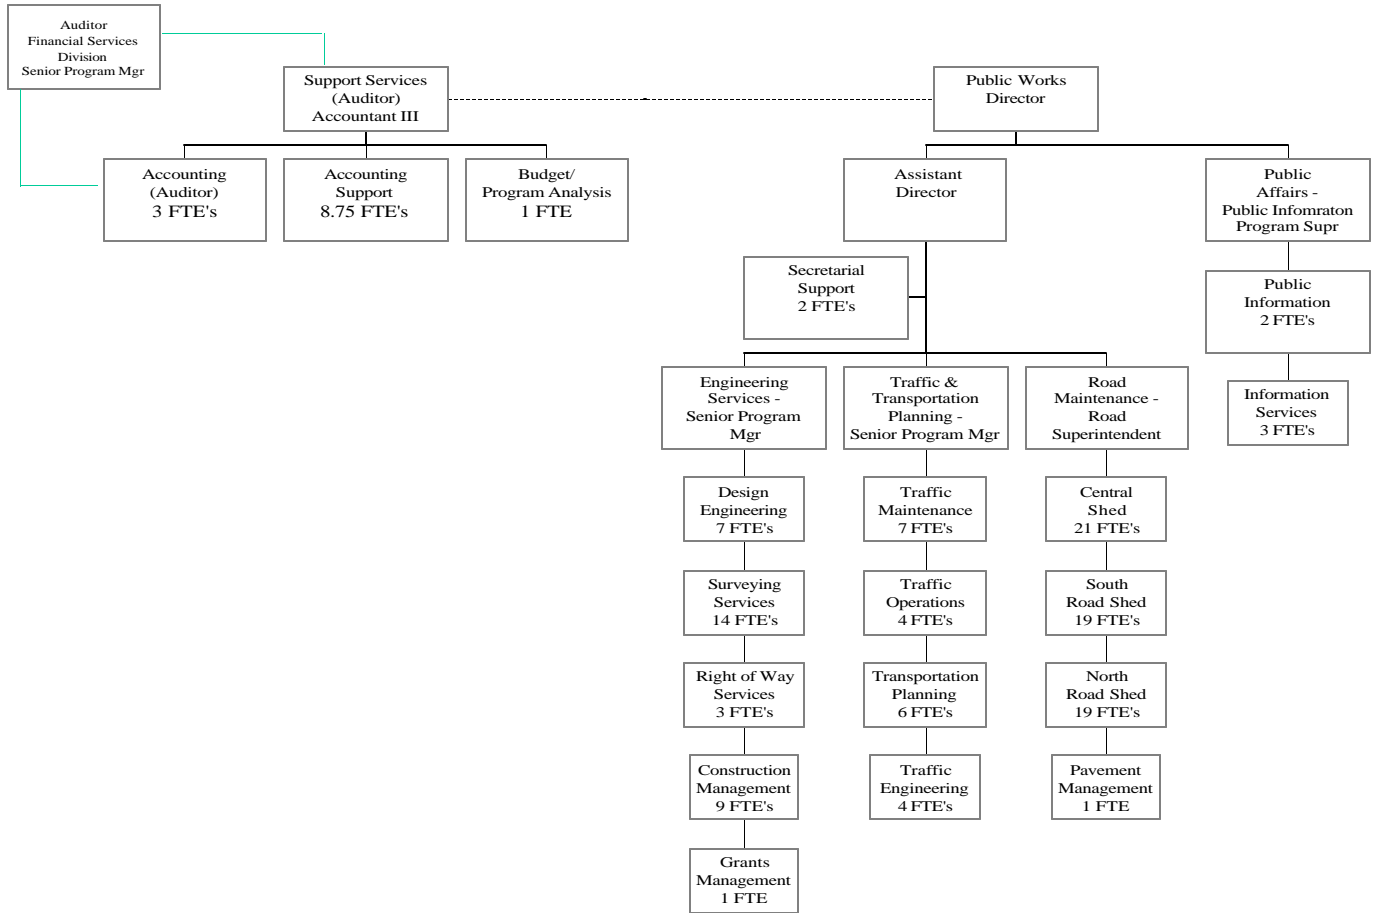 Auditor
Financial Services
Division
Senior Program Mgr
Support Services
(Auditor)
Accountant III
Public Works
Director
Accounting
(Auditor)
3 FTE's
Accounting
Support
8.75 FTE's
Budget/
Program Analysis
1 FTE
Assistant
Director
Public
Affairs -
Public Infomraton
Program Supr
Secretarial
Support
2 FTE's
Public
Information
2 FTE's
Engineering
Services -
Senior Program
Mgr
Traffic &
Transportation
Planning -
Senior Program Mgr
Road
Maintenance -
Road
Superintendent
Information
Services
3 FTE's
Design
Engineering
7 FTE's
Traffic
Maintenance
7 FTE's
Central
Shed
21 FTE's
Surveying
Services
14 FTE's
Traffic
Operations
4 FTE's
South
Road Shed
19 FTE's
Right of Way
Services
3 FTE's
Transportation
Planning
6 FTE's
North
Road Shed
19 FTE's
Construction
Management
9 FTE's
Traffic
Engineering
4 FTE's
Pavement
Management
1 FTE
Grants
Management
1 FTE